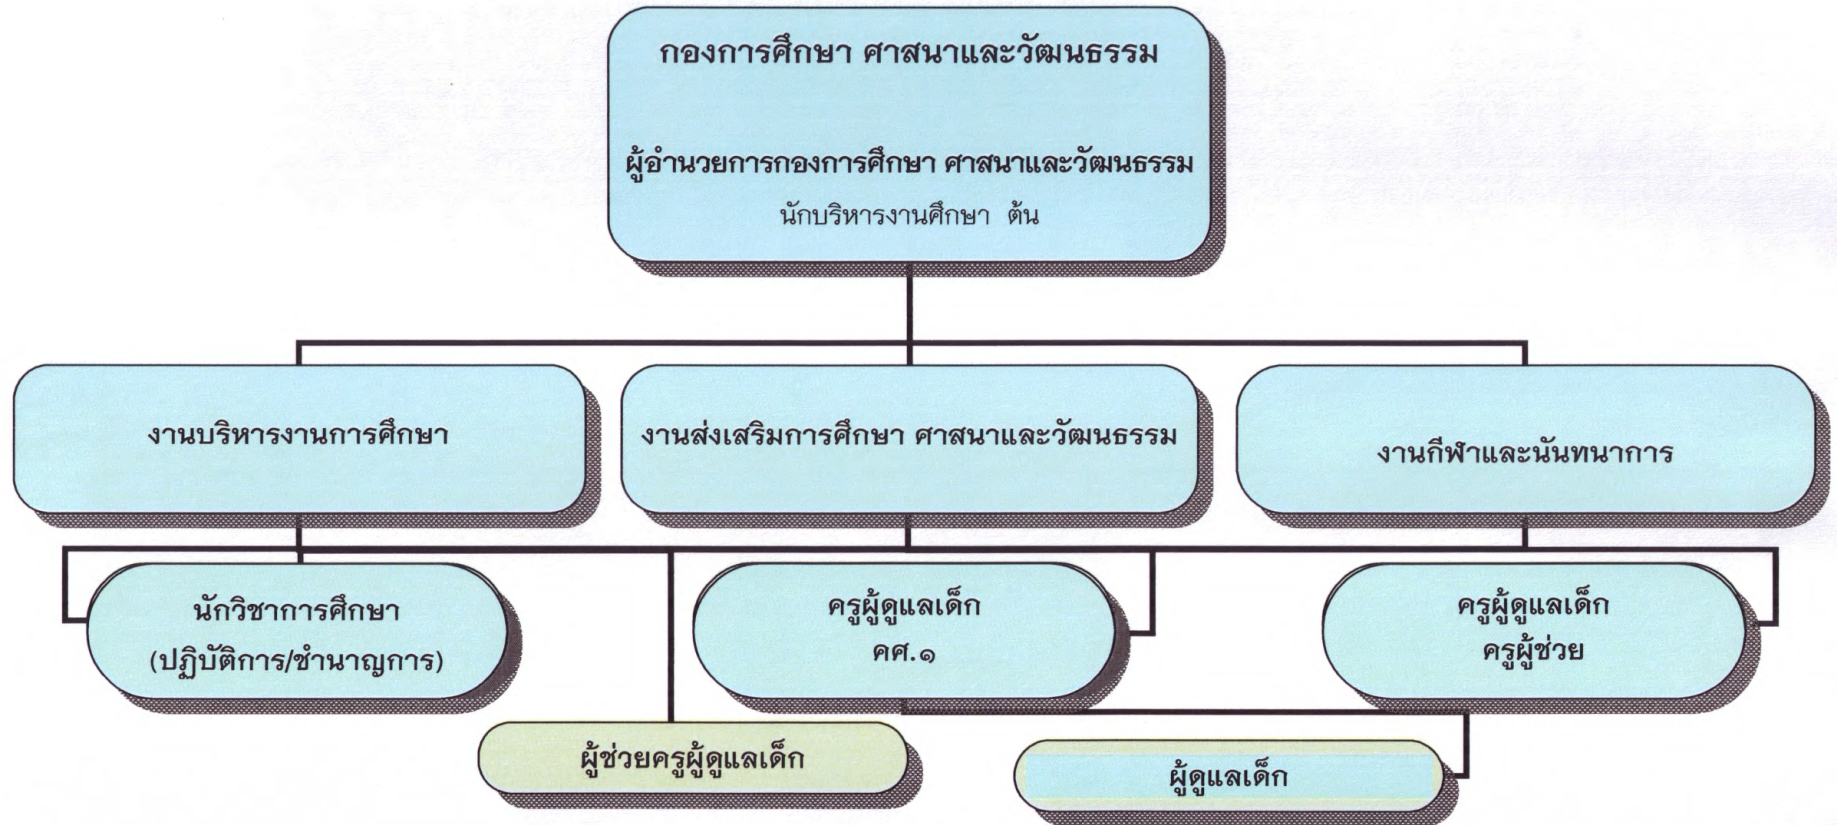 กองการศึกษา ศาสนาและวัฒนธรรม
ผู้อำนวยการกองการศึกษา ศาสนาและวัฒนธรรม
นักบริหารงานศึกษา ต้น
งานบริหารงานการศึกษา
งานส่งเสริมการศึกษา ศาสนาและวัฒนธรรม
งานกีฬาและนันทนาการ
นักวิชาการศึกษา
(ปฏิบัติการ/ชำนาญการ)
ครูผู้ดูแลเด็ก
คศ.๑
ครูผู้ดูแลเด็ก
ครูผู้ช่วย
ผู้ช่วยครูผู้ดูแลเด็ก
ผู้ดูแลเด็ก